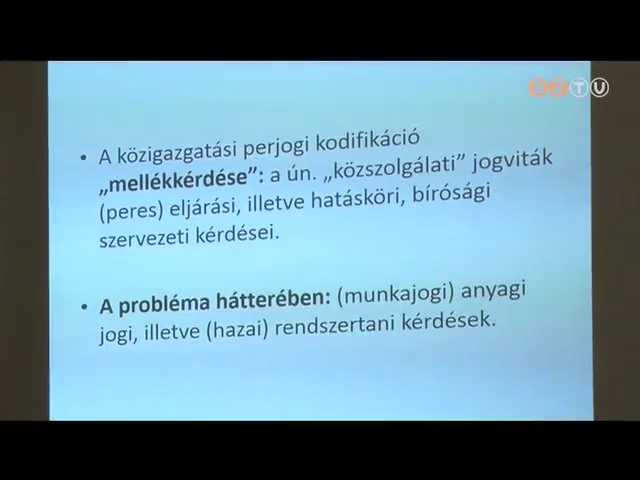 • A közigazgatási perjogi kodifikáció
„mellékkérdése”: a ún. „közszolgálati” jogviták
(peres) eljárási, illetve hatásköri, bírósági
szervezeti kérdései.
• A probléma hátterében: (munkajogi) anyagi
jogi, illetve (hazai) rendszertani kérdések.